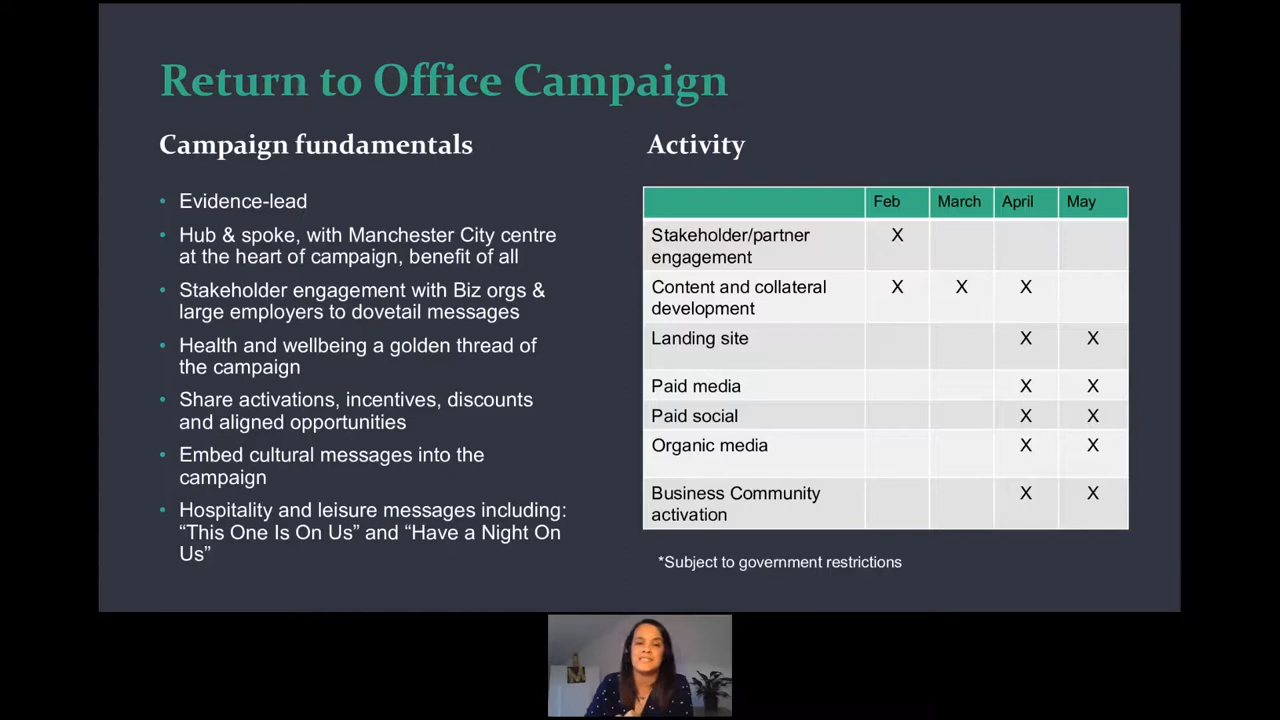 Return to Office Campaign
Campaign fundamentals
• Evidence-lead
• Hub & spoke, with Manchester City centre
at the heart of campaign, benefit of all
• Stakeholder engagement with Biz orgs &
large employers to dovetail messages
• Health and wellbeing a golden thread of
the campaign
• Share activations, incentives, discounts
and aligned opportunities
• Embed cultural messages into the
campaign
• Hospitality and leisure messages including:
“This One Is On Us” and “Have a Night On
Us”
Activity
Feb March April May
Stakeholder/partner X
engagement
Content and collateral X X X
development
Landing site X X
Paid media X X
Paid social X X
Organic media X X
Business Community X X
activation
*Subject to government restrictions
M